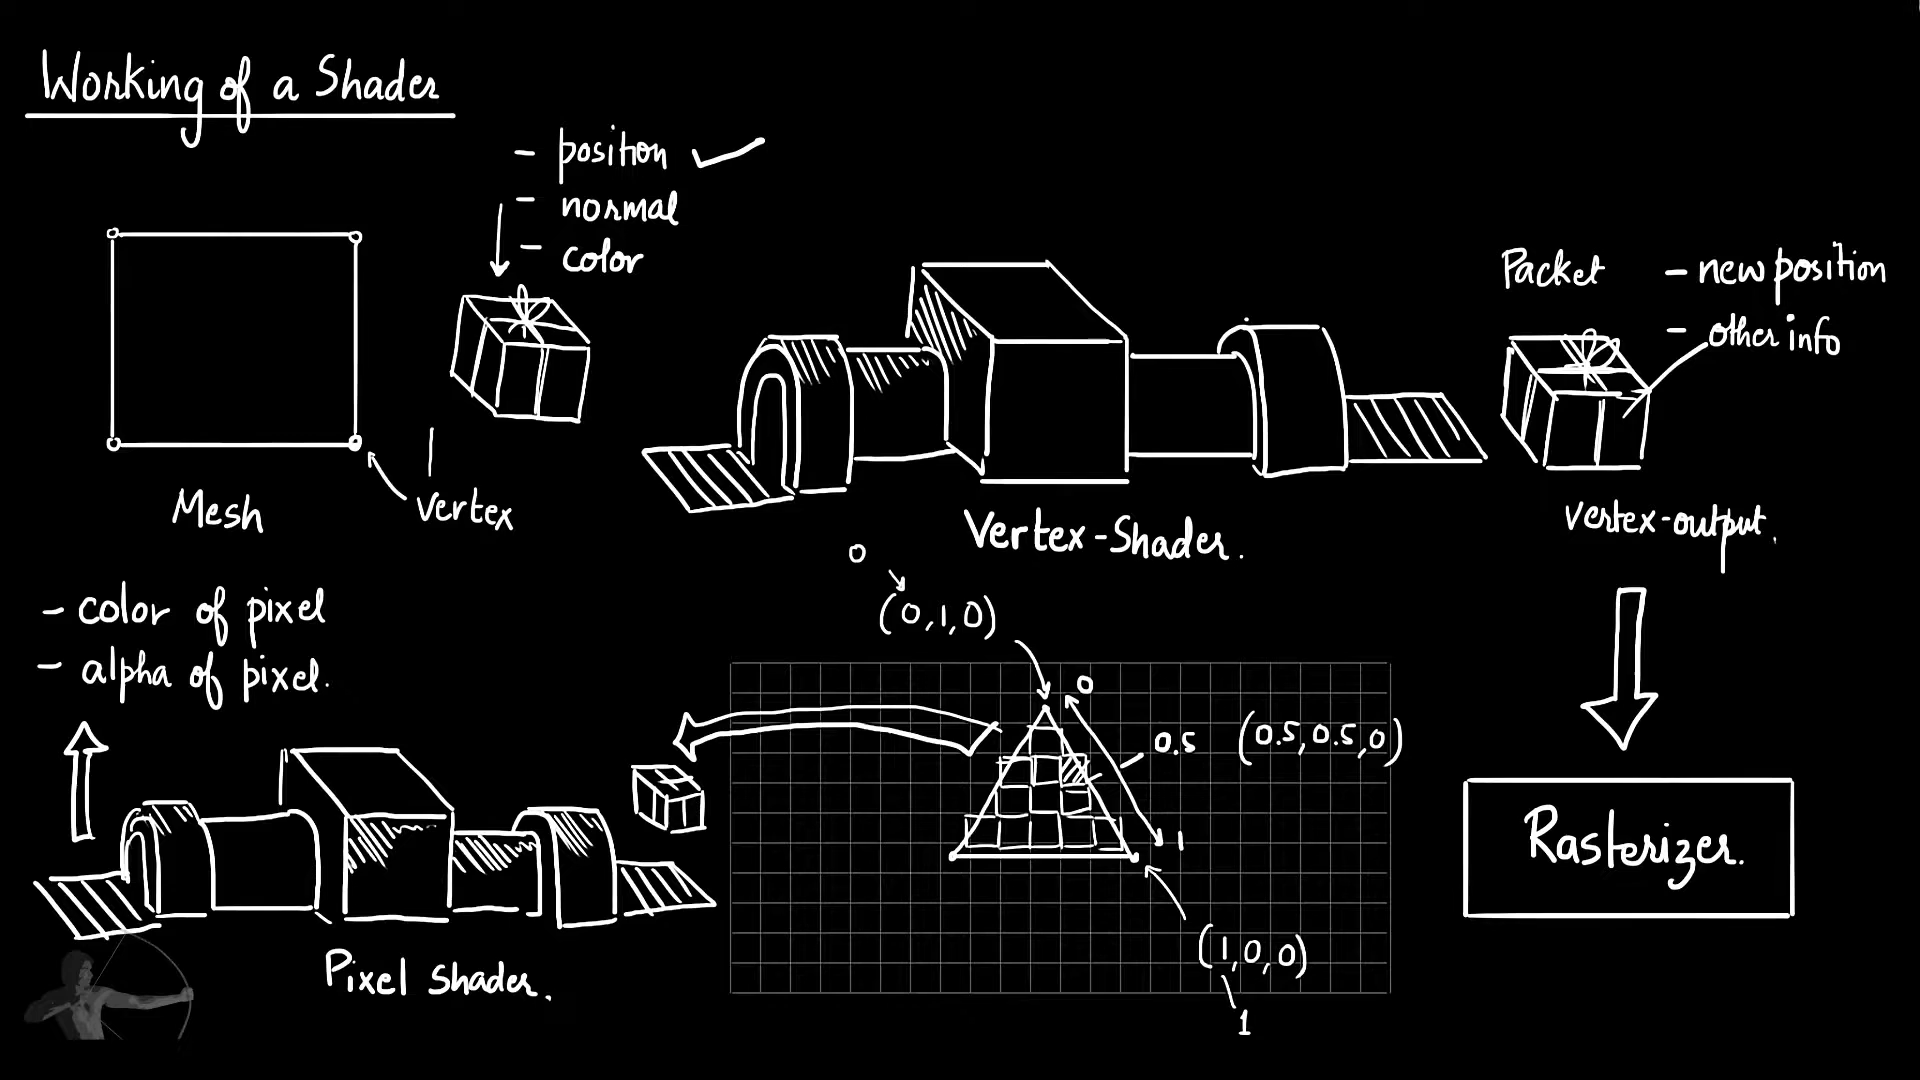 Working of a Shader
- position
- normal
- color
Mesh
vertex
Vertex-Shader.
Packet
- new position
- other info
vertex-output.
Rasterizer.
0
(0,1,0)
0
0.5
(0.5,0.5,0)
1
(1,0,0)
1
- color of pixel
- alpha of pixel.
Pixel shader.